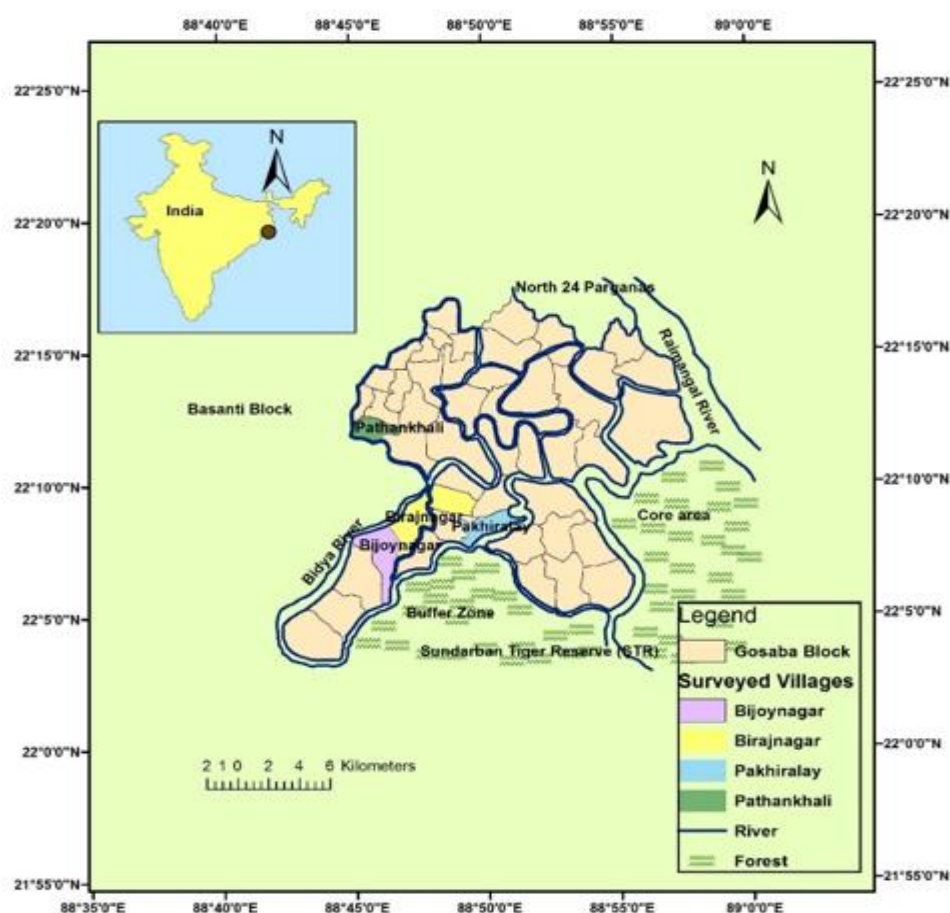 88°40'0"E 88°45'0"E 88°50'0"E 88°55'0"E 89°0'0"E
22°25'0"N 22°25'0"N
N
India
N
22°20'0"N 22°20'0"N
North 24 Parganas
22°15'0"N 22°15'0"N
Raimangal River
Basanti Block
Pathankhali
22°10'0"N 22°10'0"N
Birajnagar
Pakhiralay
Core area
Bijoynagar
Bidya River
Buffer Zone
22°5'0"N 22°5'0"N
Sundarban Tiger Reserve (STR)
Legend
Gosaba Block
Surveyed Villages
Bijoynagar
Birajnagar
Pakhiralay
Pathankhali
River
Forest
22°0'0"N 22°0'0"N
2 1 0 2 4 6 Kilometers
21°55'0"N 21°55'0"N
88°35'0"E 88°40'0"E 88°45'0"E 88°50'0"E 88°55'0"E 89°0'0"E